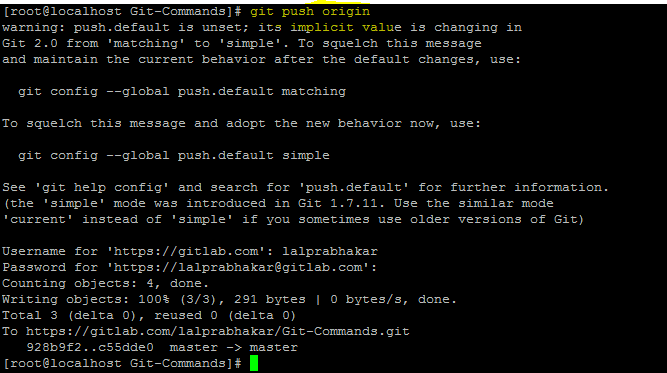 [root@localhost Git-Commands]# git push origin
warning: push.default is unset; its implicit value is changing in
Git 2.0 from 'matching' to 'simple'. To squelch this message
and maintain the current behavior after the default changes, use:
git config --global push.default matching
To squelch this message and adopt the new behavior now, use:
git config --global push.default simple
See 'git help config' and search for 'push.default' for further information.
(the 'simple' mode was introduced in Git 1.7.11. Use the similar mode
'current' instead of 'simple' if you sometimes use older versions of Git)
Username for 'https://gitlab.com': lalprabhakar
Password for 'https://lalprabhakar@gitlab.com':
Counting objects: 4, done.
Writing objects: 100% (3/3), 291 bytes | 0 bytes/s, done.
Total 3 (delta 0), reused 0 (delta 0)
To https://gitlab.com/lalprabhakar/Git-Commands.git
928b9f2..c55dde0  master -> master
[root@localhost Git-Commands]#